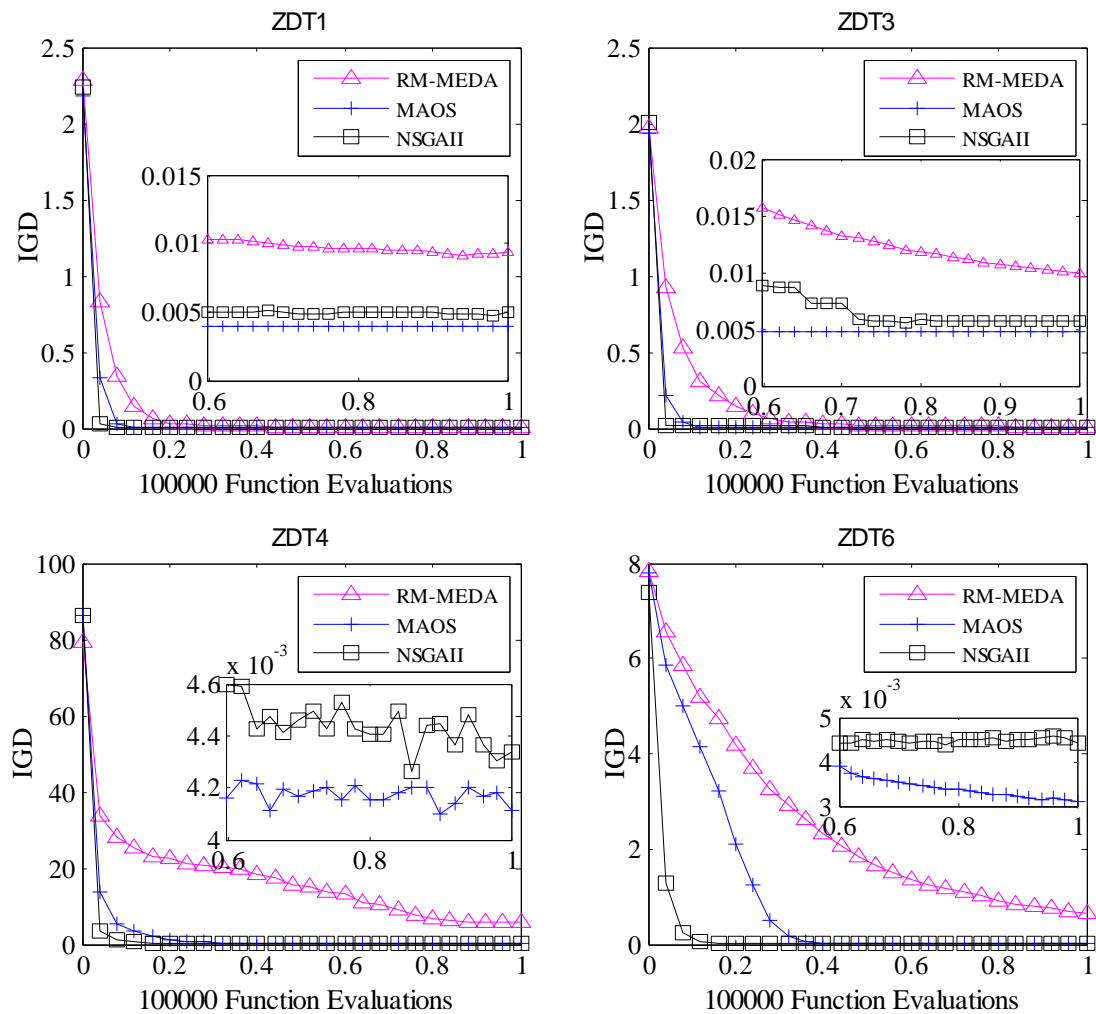 ZDT1
2.5
2
1.5
1
0.5
0
IGD
RM-MEDA
MAOS
NSGAII
0.015
0.01
0.005
0
0.6 0.8 1
0 0.2 0.4 0.6 0.8 1
100000 Function Evaluations
ZDT3
2.5
2
1.5
1
0.5
0
IGD
RM-MEDA
MAOS
NSGAII
0.02
0.015
0.01
0.005
0
0.6 0.7 0.8 0.9 1
0 0.2 0.4 0.6 0.8 1
100000 Function Evaluations
ZDT4
100
80
60
40
20
0
IGD
RM-MEDA
MAOS
NSGAII
x 10-3
4.6
4.4
4.2
4
0.6 0.8 1
0 0.2 0.4 0.6 0.8 1
100000 Function Evaluations
ZDT6
8
6
4
2
0
IGD
RM-MEDA
MAOS
NSGAII
x 10-3
5
4
3
0.6 0.8 1
0 0.2 0.4 0.6 0.8 1
100000 Function Evaluations